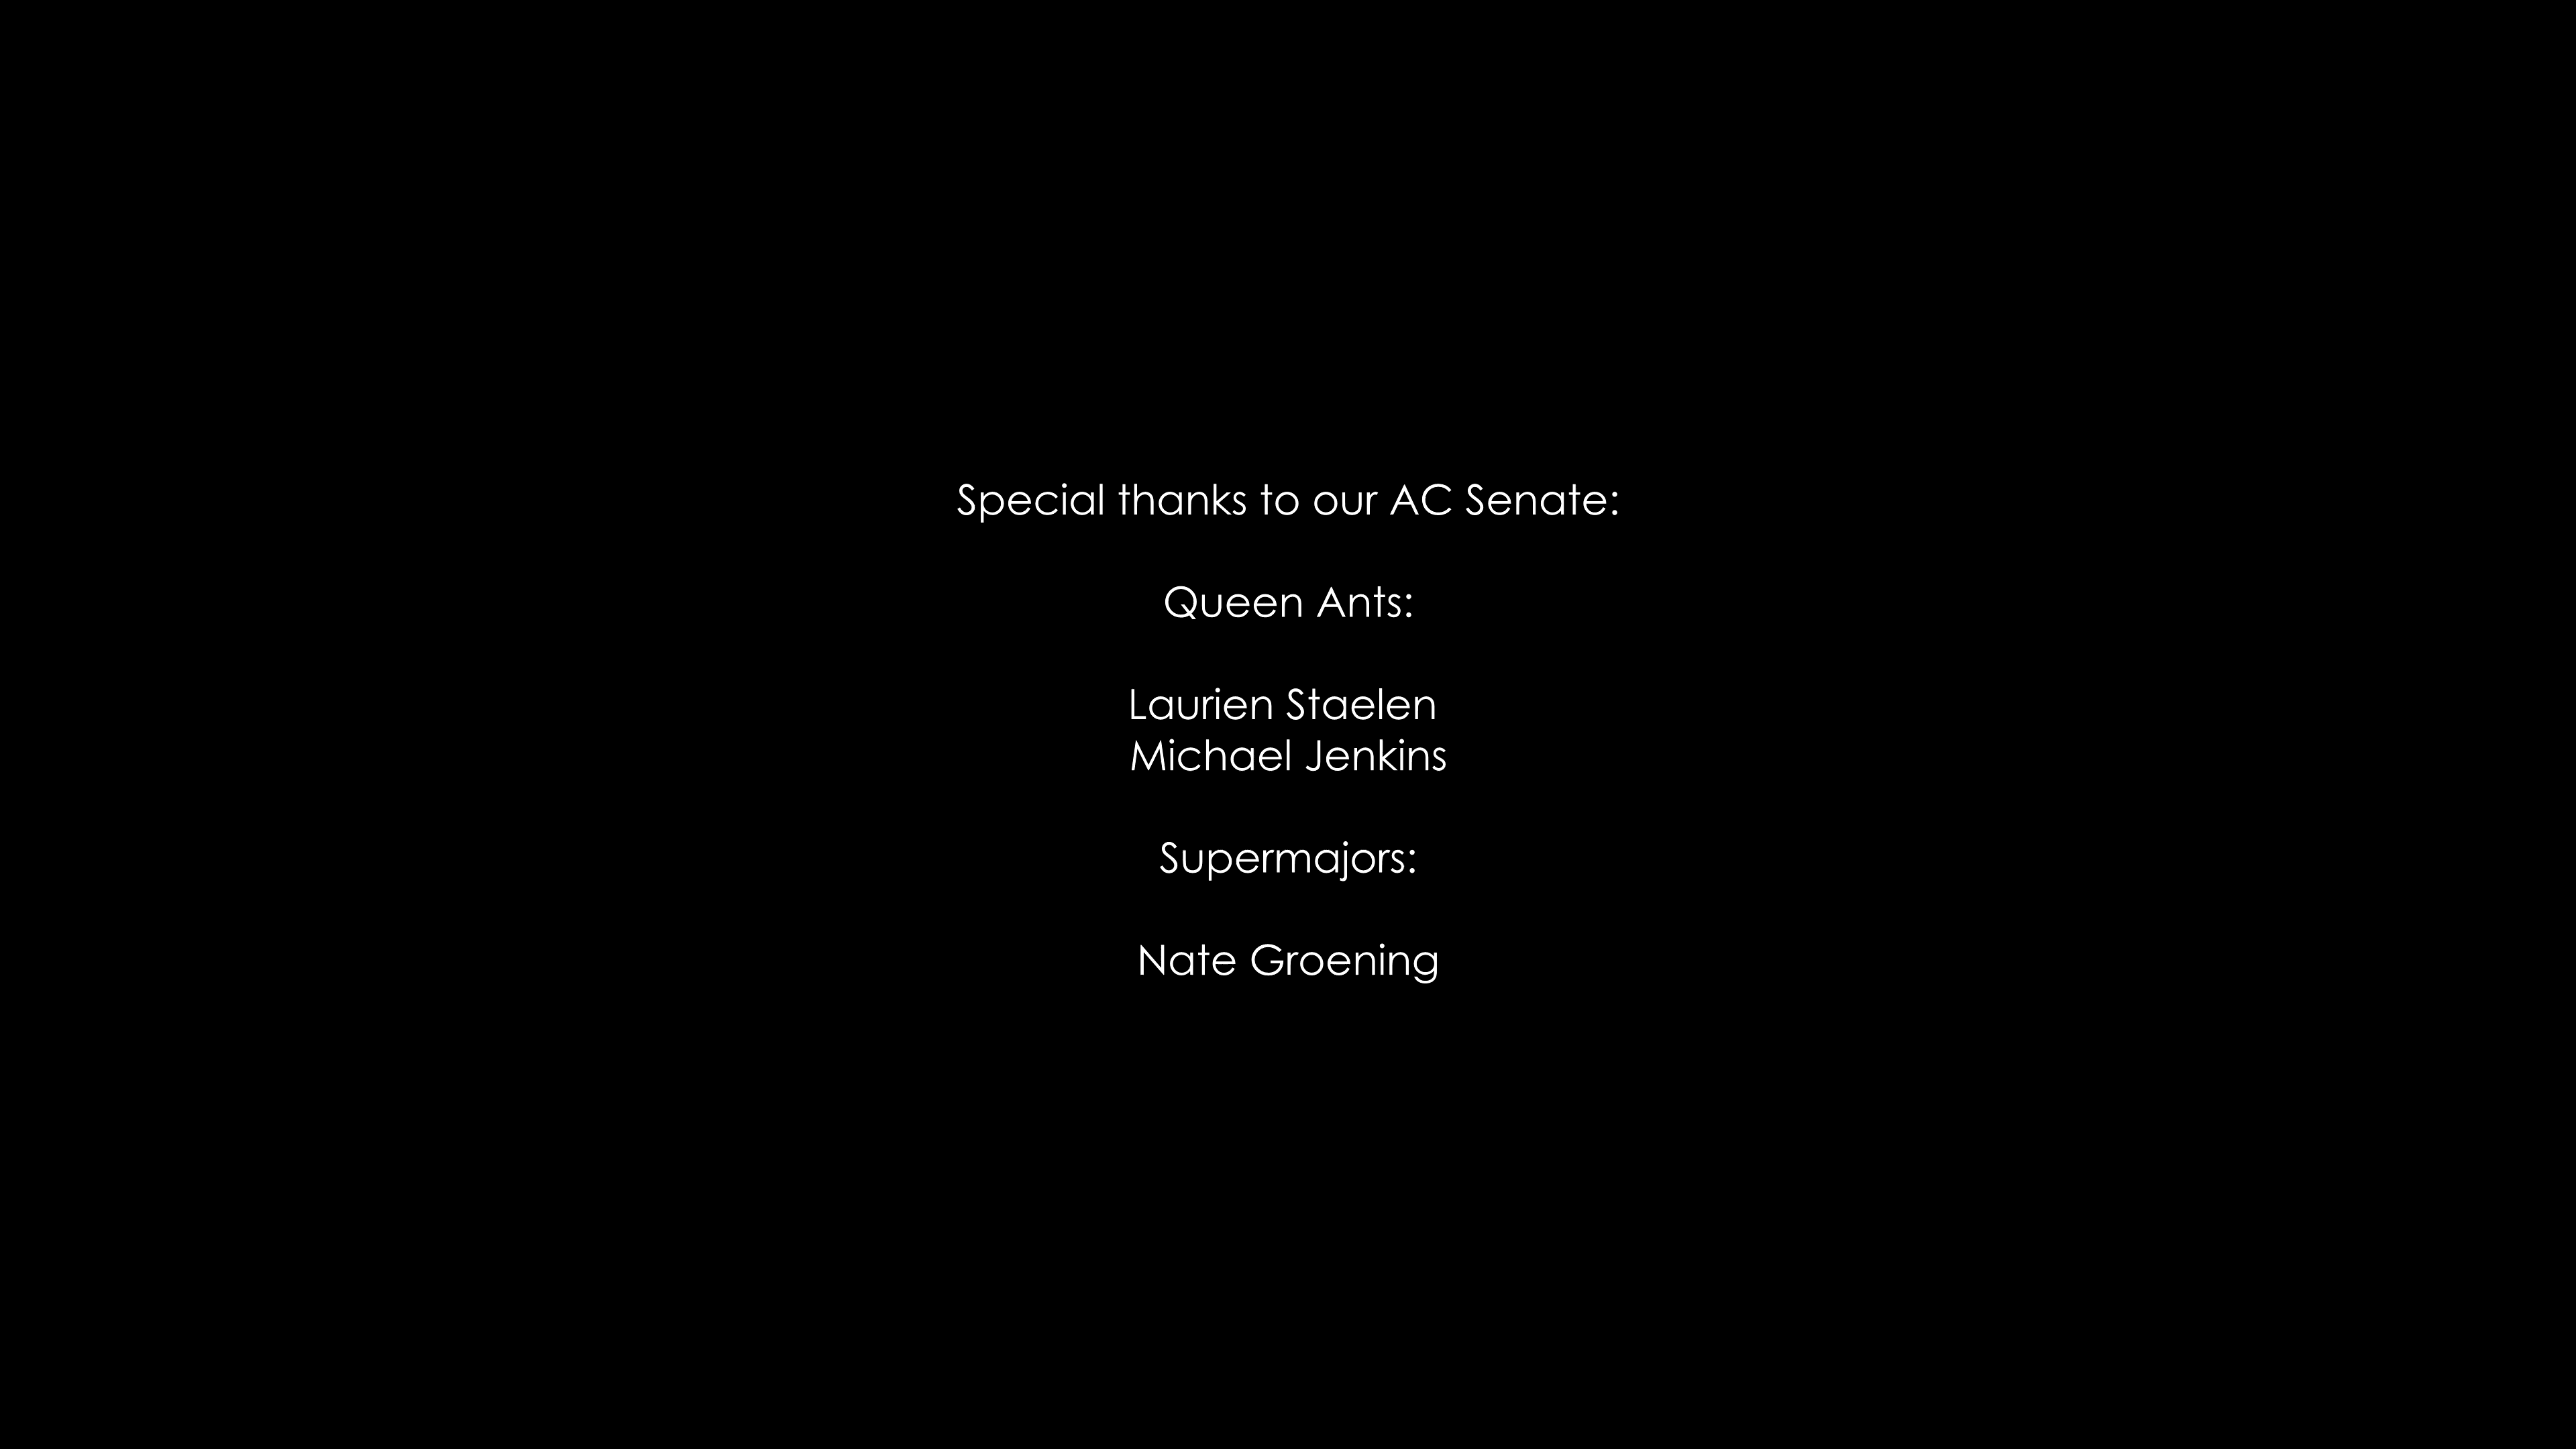 Special thanks to our AC Senate:
Queen Ants:
Laurien Staelen
Michael Jenkins
Supermajors:
Nate Groening